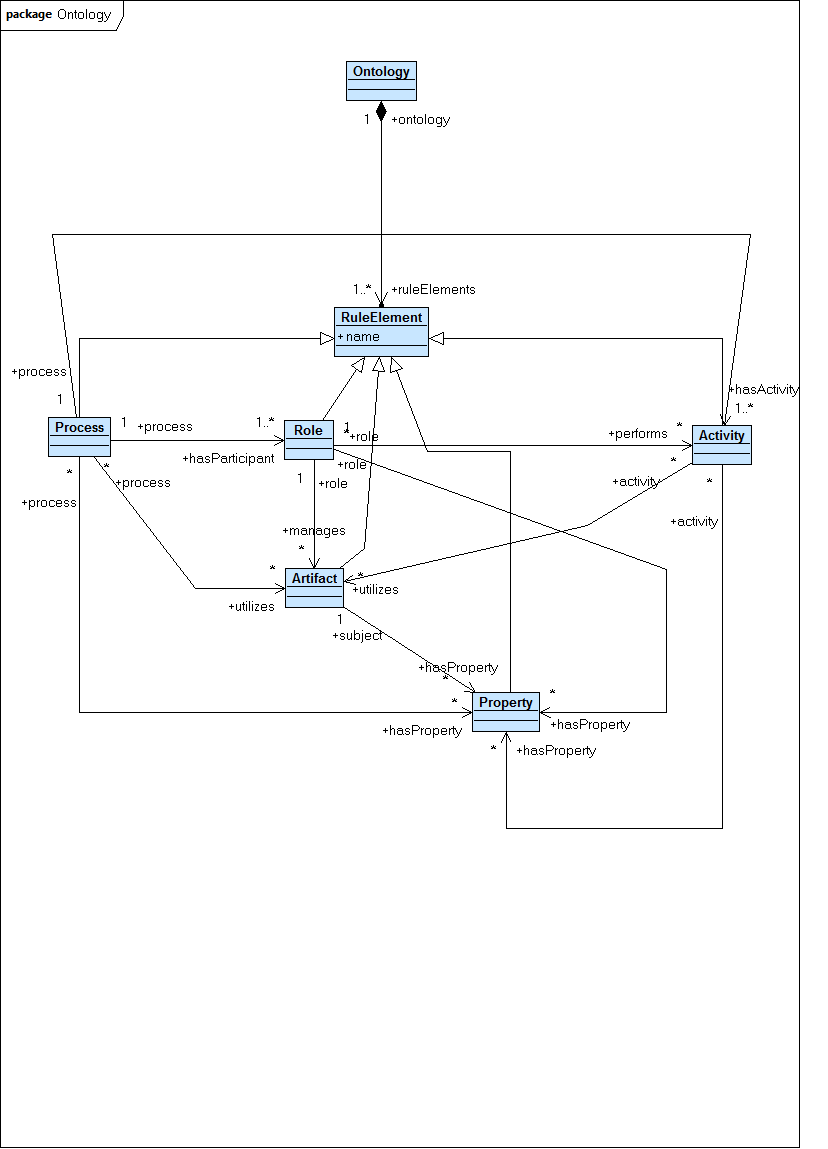 package Ontology
Ontology
1 +ontology
1..* +ruleElements
RuleElement
+ name
+process
1
+hasActivity
1..*
Process
1 +process
1..*
+hasParticipant
Role
1
*
+role
+role
+performs
*
Activity
*
+process
*
+process
1
+role
*
+activity
*
+activity
+manages
*
*
+utilizes
Artifact
*
+utilizes
1
+subject
+hasProperty
*
*
+hasProperty
Property
*
+hasProperty
*
+hasProperty